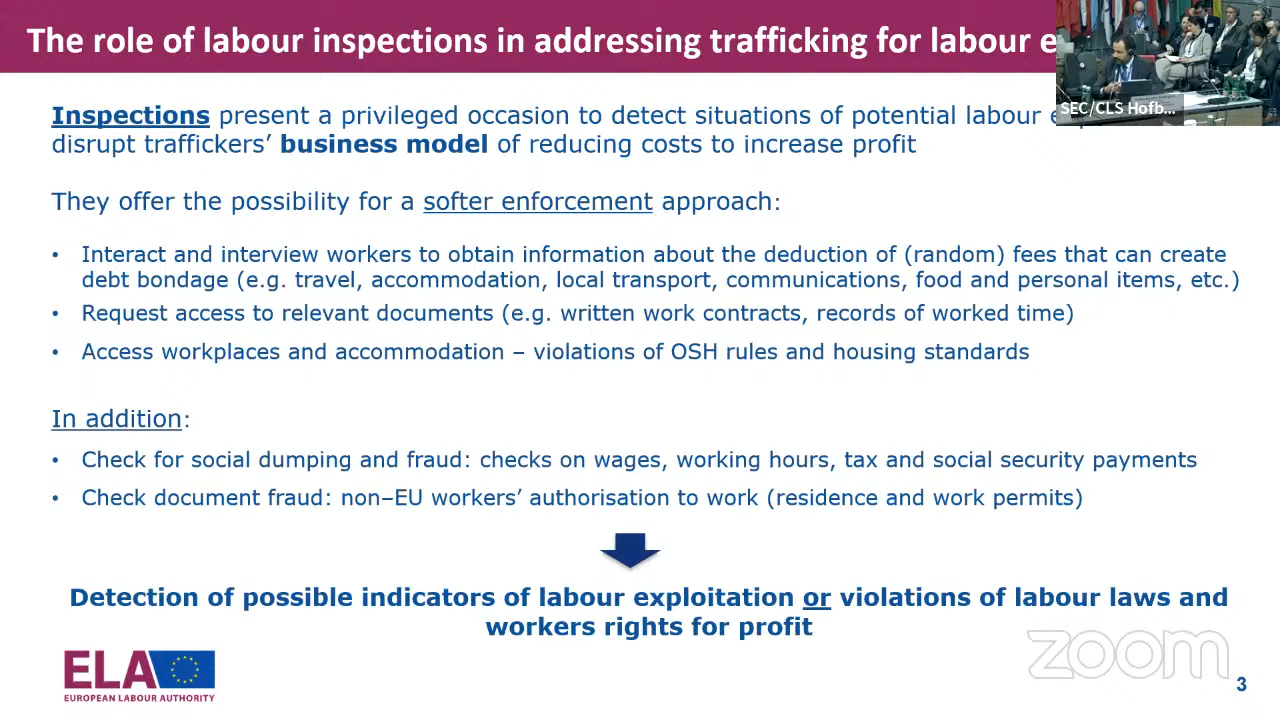 The role of labour inspections in addressing trafficking for labour e
SEC/CLS Hofb...
Inspections present a privileged occasion to detect situations of potential labour
disrupt traffickers’ business model of reducing costs to increase profit
They offer the possibility for a softer enforcement approach:
• Interact and interview workers to obtain information about the deduction of (random) fees that can create
debt bondage (e.g. travel, accommodation, local transport, communications, food and personal items, etc.)
• Request access to relevant documents (e.g. written work contracts, records of worked time)
• Access workplaces and accommodation – violations of OSH rules and housing standards
In addition:
• Check for social dumping and fraud: checks on wages, working hours, tax and social security payments
• Check document fraud: non–EU workers’ authorisation to work (residence and work permits)
Detection of possible indicators of labour exploitation or violations of labour laws and
workers rights for profit
ELA
EUROPEAN LABOUR AUTHORITY
zoom
3